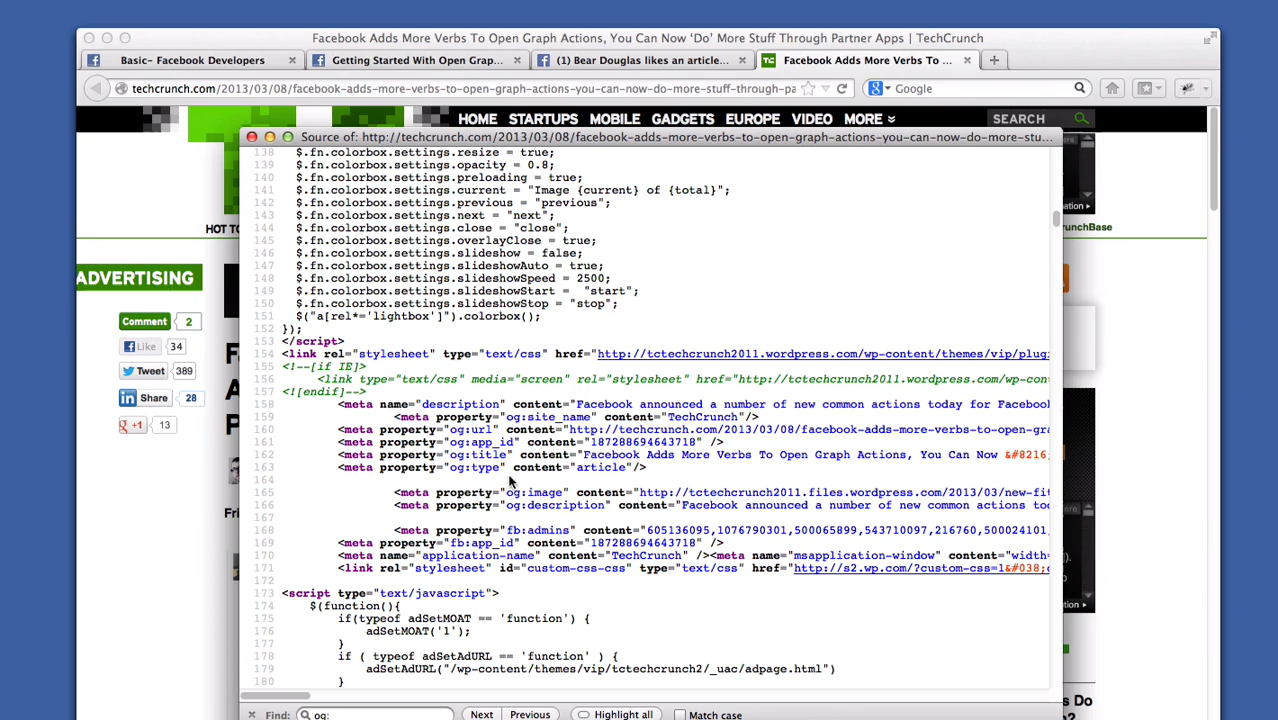 Facebook Adds More Verbs To Open Graph Actions, You Can Now ‘Do’ More Stuff Through Partner Apps | TechCrunch
Basic- Facebook Developers
Getting Started With Open Grap...
(1) Bear Douglas likes an article...
TC Facebook Adds More Verbs To ...
techcrunch.com/2013/03/08/facebook-adds-more-verbs-to-open-graph-actions-you-can-now-do-more-stuff-through-pa
Google
HOME STARTUPS MOBILE GADGETS EUROPE VIDEO MORE
SEARCH
Source of: http://techcrunch.com/2013/03/08/facebook-adds-more-verbs-to-open-graph-actions-you-can-now-do-more-stu...
138 $.fn.colorbox.settings.resize = true;
139 $.fn.colorbox.settings.opacity = 0.8;
140 $.fn.colorbox.settings.preloading = true;
141 $.fn.colorbox.settings.current = "Image {current} of {total}";
142 $.fn.colorbox.settings.previous = "previous";
143 $.fn.colorbox.settings.next = "next";
144 $.fn.colorbox.settings.close = "close";
145 $.fn.colorbox.settings.overlayClose = true;
146 $.fn.colorbox.settings.slideshow = false;
147 $.fn.colorbox.settings.slideshowAuto = true;
148 $.fn.colorbox.settings.slideshowSpeed = 2500;
149 $.fn.colorbox.settings.slideshowStart = "start";
150 $.fn.colorbox.settings.slideshowStop = "stop";
151 $("a[rel*='lightbox']").colorbox();
152 });
153 </script>
154 <link rel="stylesheet" type="text/css" href="http://tctechcrunch2011.wordpress.com/wp-content/themes/vip/plug
155 <!--[if IE]>
156 <link type="text/css" media="screen" rel="stylesheet" href="http://tctechcrunch2011.wordpress.com/wp-con
157 <![endif]-->
158 <meta name="description" content="Facebook announced a number of new common actions today for Facebook
159 <meta property="og:site_name" content="TechCrunch"/>
160 <meta property="og:url" content="http://techcrunch.com/2013/03/08/facebook-adds-more-verbs-to-open-gra
161 <meta property="og:app_id" content="187288694643718" />
162 <meta property="og:title" content="Facebook Adds More Verbs To Open Graph Actions, You Can Now &#8216;
163 <meta property="og:type" content="article"/>
164
165 <meta property="og:image" content="http://tctechcrunch2011.files.wordpress.com/2013/03/new-fi
166 <meta property="og:description" content="Facebook announced a number of new common actions to
167
168 <meta property="fb:admins" content="605136095,1076790301,500065899,543710097,216760,500024101,
169 <meta property="fb:app_id" content="187288694643718" />
170 <meta name="application-name" content="TechCrunch" /><meta name="msapplication-window" content="width=
171 <link rel="stylesheet" id="custom-css-css" type="text/css" href="http://s2.wp.com/?custom-css=1&#038;
172
173 <script type="text/javascript">
174 $(function(){
175 if(typeof adSetMOAT == 'function') {
176 adSetMOAT('1');
177 }
178 if ( typeof adSetAdURL == 'function' ) {
179 adSetAdURL("/wp-content/themes/vip/tctechcrunch2/_uac/adpage.html")
180 }
Find: og: Next Previous Highlight all Match case
HOT
ADVERTISING
Comment 2
Like 34
Tweet 389
Share 28
+1 13
Fri
runchBase